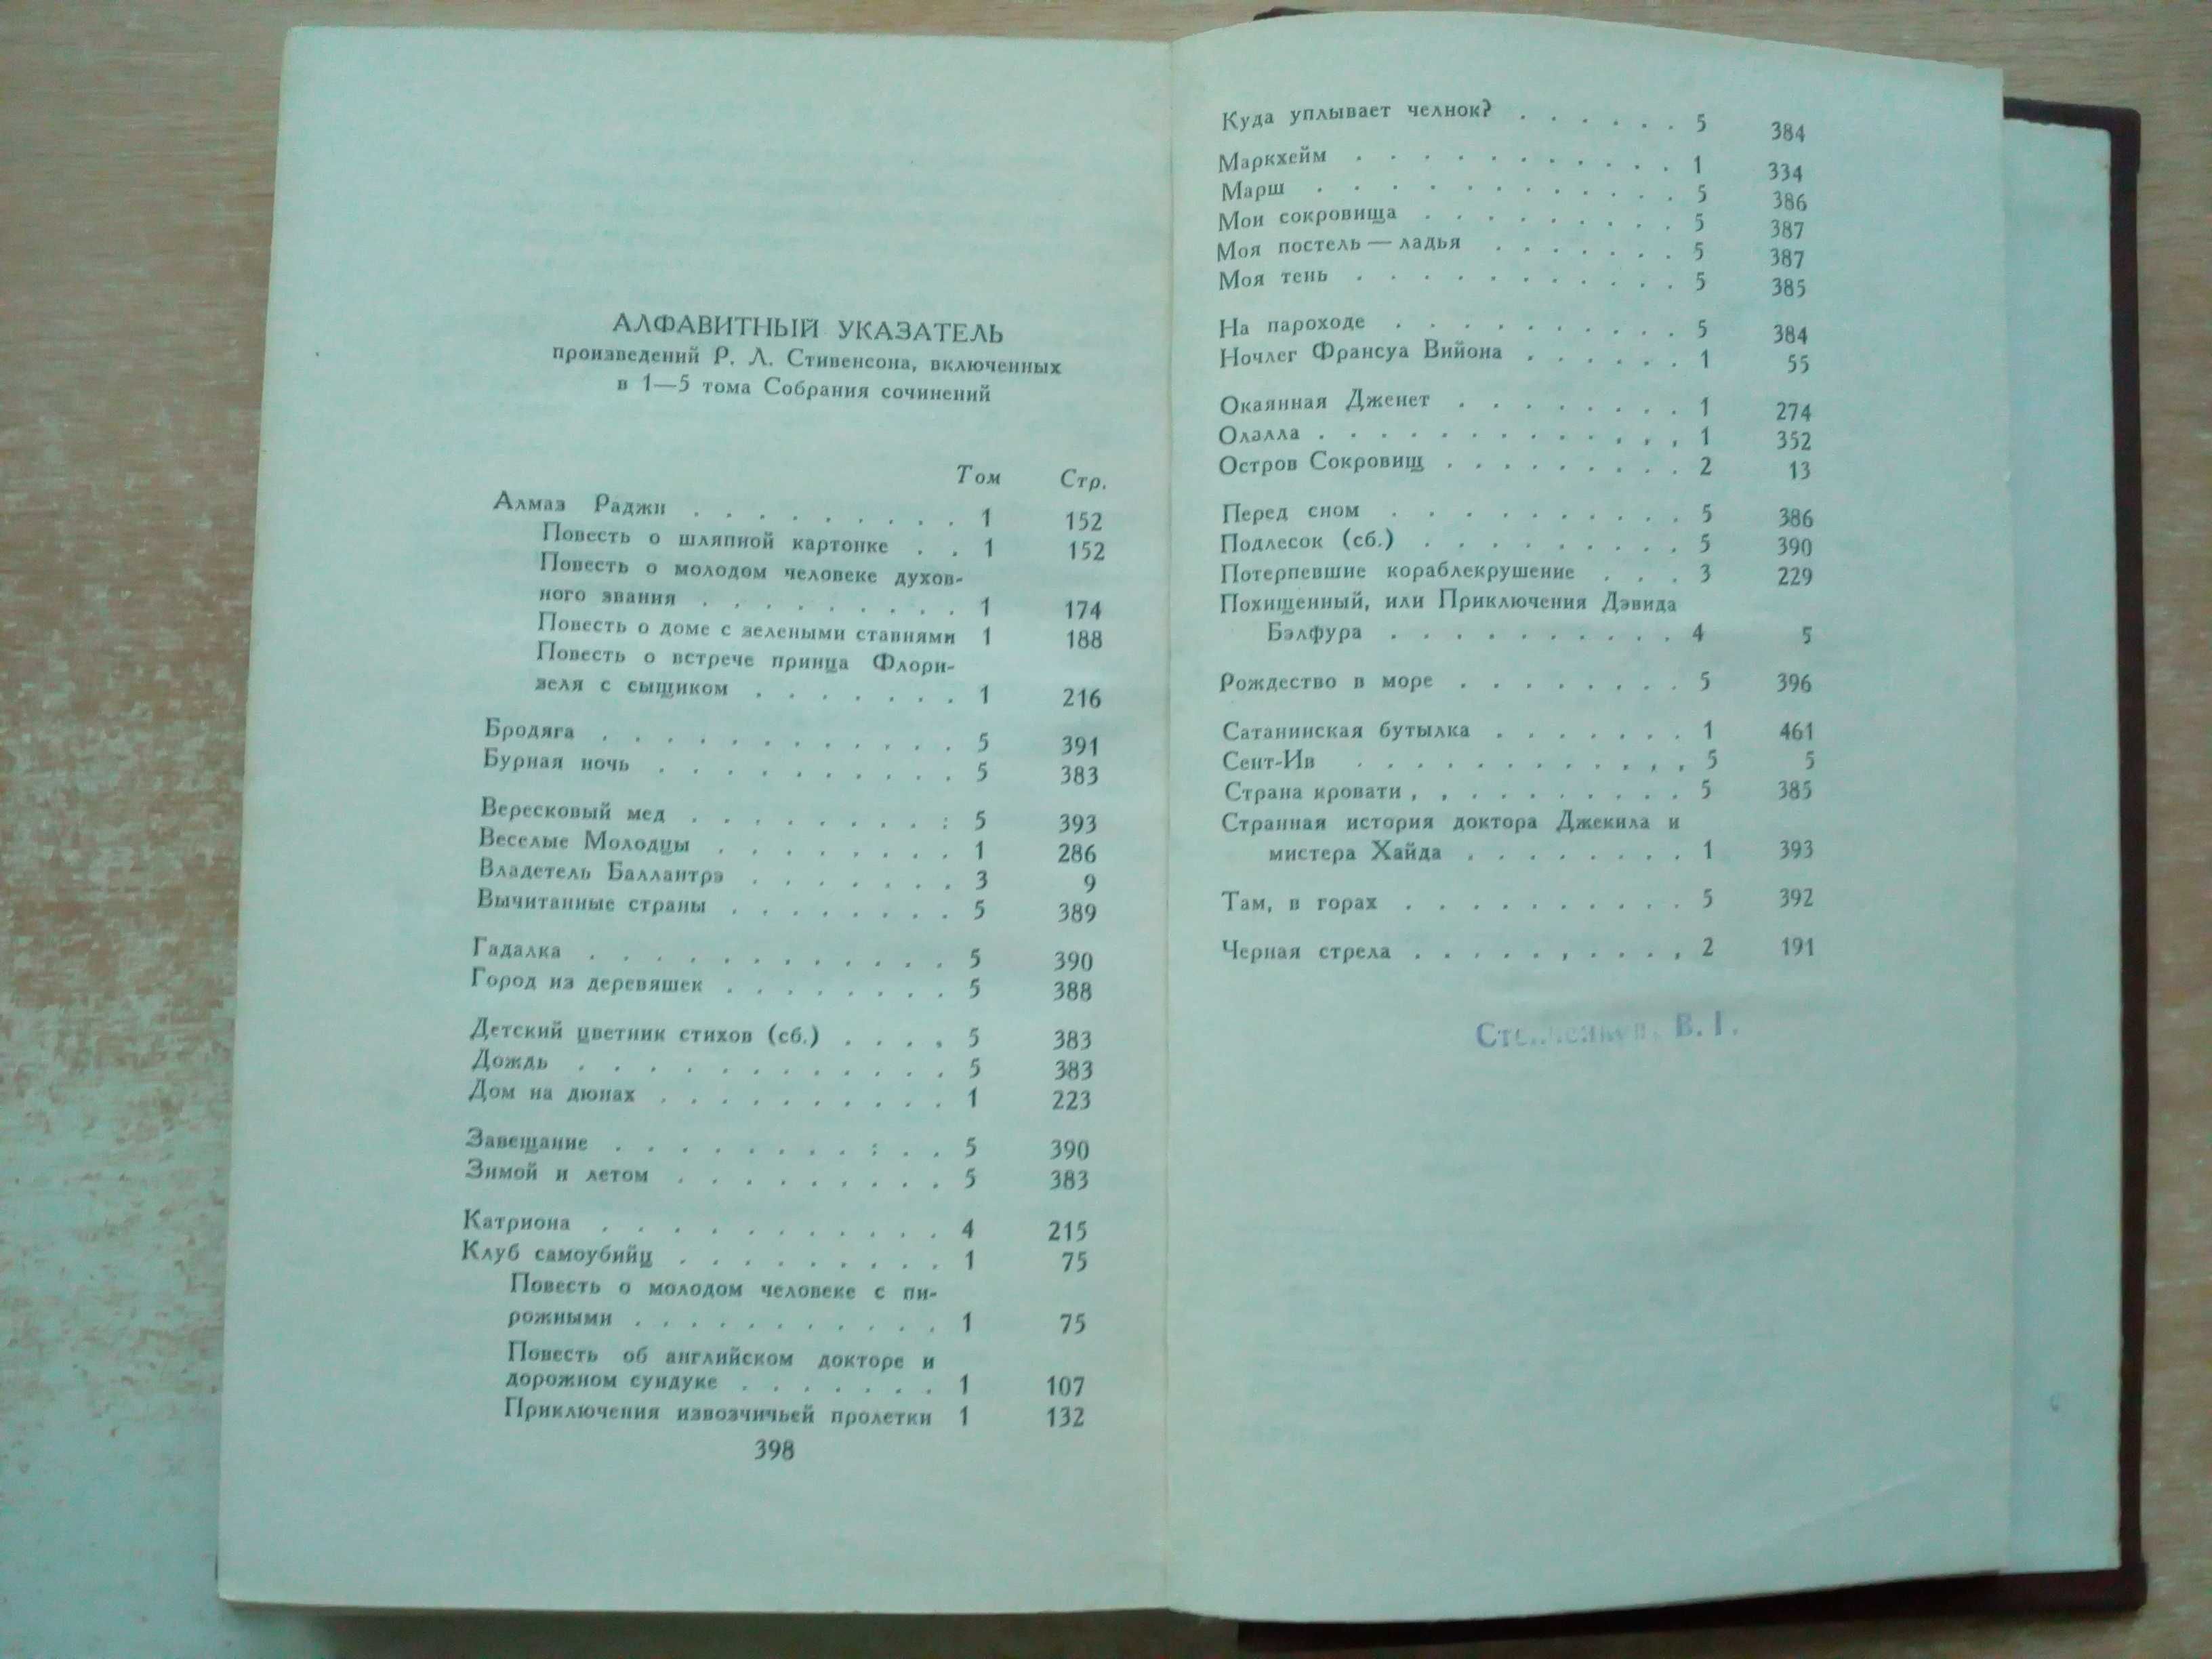 АЛФАВИТНЫЙ УКАЗАТЕЛЬ
произведений Р. Л. Стивенсона, включенных
в 1—5 тома Собрания сочинений
Том Стр.
Алмаз Раджи . . . . . . . . . 1 152
Повесть о шляпной картонке . . 1 152
Повесть о молодом человеке духов-
ного звания . . . . . . . . . 1 174
Повесть о доме с зелеными ставнями 1 188
Повесть о встрече принца Флори-
зеля с сыщиком . . . . . . . 1 216
Бродяга . . . . . . . . . . . . 5 391
Бурная ночь . . . . . . . . . . 5 383
Вересковый мед . . . . . . . . : 5 393
Веселые Молодцы . . . . . . . . 1 286
Владетель Баллантрэ . . . . . . . 3 9
Вычитанные страны . . . . . . . . 5 389
Гадалка . . . . . . . . . . . . 5 390
Город из деревяшек . . . . . . . . 5 388
Детский цветник стихов (сб.) . . . . 5 383
Дождь . . . . . . . . . . . . 5 383
Дом на дюнах . . . . . . . . . . 1 223
Завещание . . . . . . . . : . . 5 390
Зимой и летом . . . . . . . . . 5 383
Катриона . . . . . . . . . . 4 215
Клуб самоубийц . . . . . . . . . 1 75
Повесть о молодом человеке с пи-
рожными . . . . . . . . . . . 1 75
Повесть об английском докторе и
дорожном сундуке . . . . . . . 1 107
Приключения извозчичьей пролетки 1 132
398
Куда уплывает челнок? . . . . . . 5 384
Маркхейм . . . . . . . . . . . 1 334
Марш . . . . . . . . . . . 5 386
Мои сокровища . . . . . . . . . 5 387
Моя постель — ладья . . . . . . . 5 387
Моя тень . . . . . . . . . . . 5 385
На пароходе . . . . . . . . . . 5 384
Ночлег Франсуа Вийона . . . . . . 1 55
Окаянная Дженет . . . . . . . . 1 274
Олалла . . . . . . . . . . . , , 1 352
Остров Сокровищ . . . . . . . . . 2 13
Перед сном . . . . . . . . . . 5 386
Подлесок (сб.) . . . . . . . . . 5 390
Потерпевшие кораблекрушение . . . 3 229
Похищенный, или Приключения Дэвида
Бэлфура . . . . . . . . . . 4 5
Рождество в море . . . . . . . . 5 396
Сатанинская бутылка . . . . . . . 1 461
Сент-Ив . . . . . . . . . . . , , 5 5
Страна кровати , , . . . . . . . . 5 385
Странная история доктора Джекила и
мистера Хайда . . . . . . . . 1 393
Там, в горах . . . . . . . . . . 5 392
Черная стрела . . . . . , . . . , 2 191
В. Г.